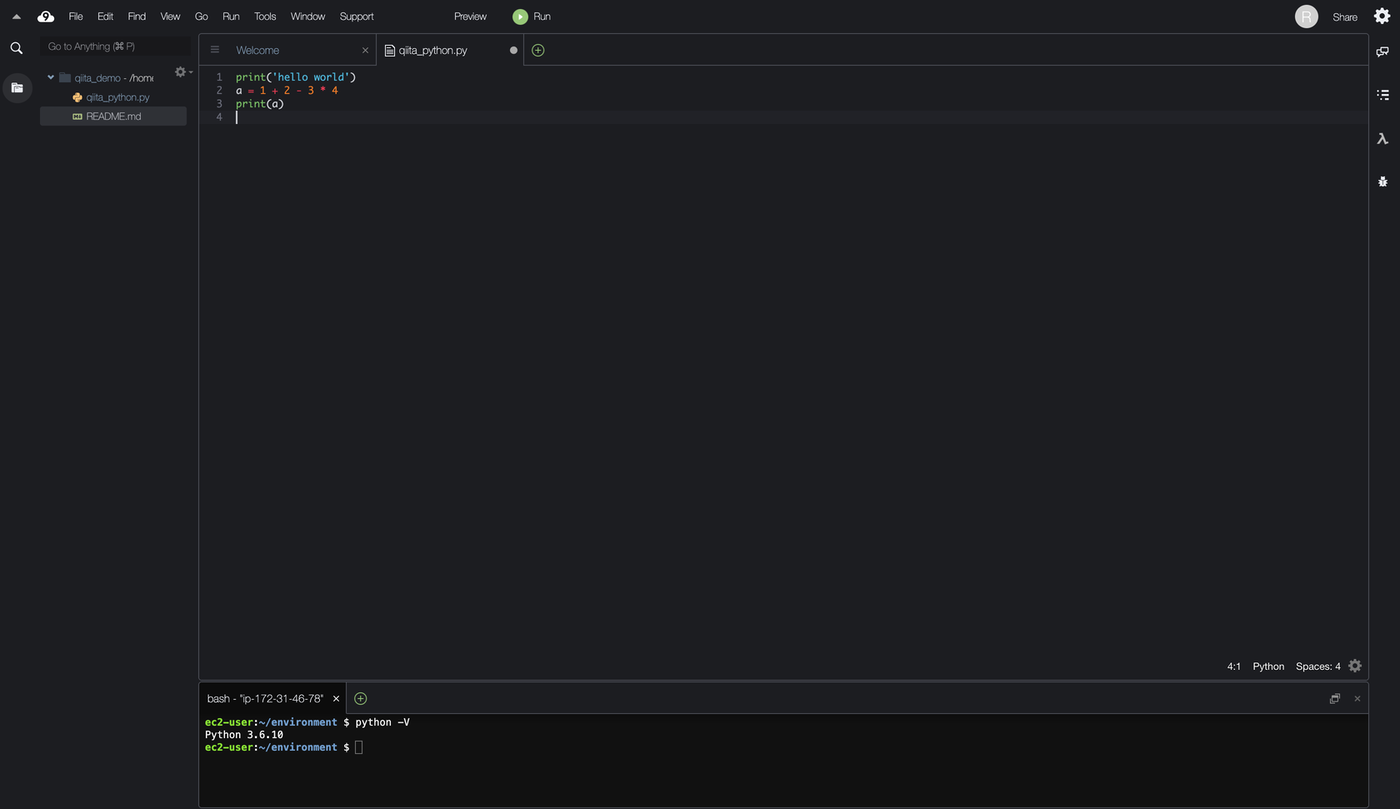 9 File Edit Find View Go Run Tools Window Support Preview Run R Share
Go to Anything (⌘ P)
Welcome × qiita_python.py
qiita_demo - /home
qiita_python.py
README.md
1 print('hello world')
2 a = 1 + 2 - 3 * 4
3 print(a)
4
4:1 Python Spaces: 4
bash - "ip-172-31-46-78" ×
ec2-user:~/environment $ python -V
Python 3.6.10
ec2-user:~/environment $